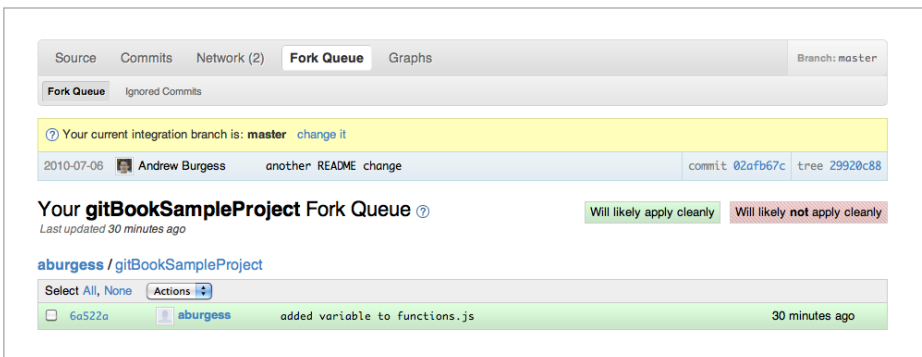 Source Commits Network (2) Fork Queue Graphs Branch: master
Fork Queue Ignored Commits
? Your current integration branch is: master change it
2010-07-06 Andrew Burgess another README change commit 02afb67c tree 29920c88
Your gitBookSampleProject Fork Queue ? Will likely apply cleanly Will likely not apply cleanly
Last updated 30 minutes ago
aburgess / gitBookSampleProject
Select All, None Actions
6a522a aburgess added variable to functions.js 30 minutes ago